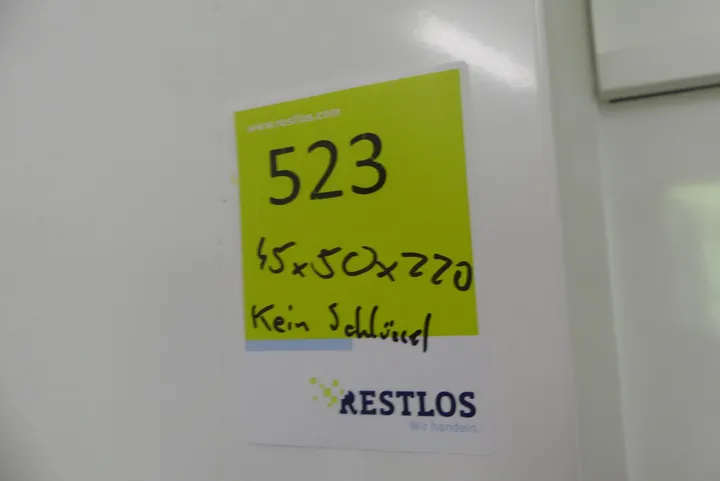 www.restlos.com
523
45x50x220
Kein Schlüssel
RESTLOS
Wir handeln.